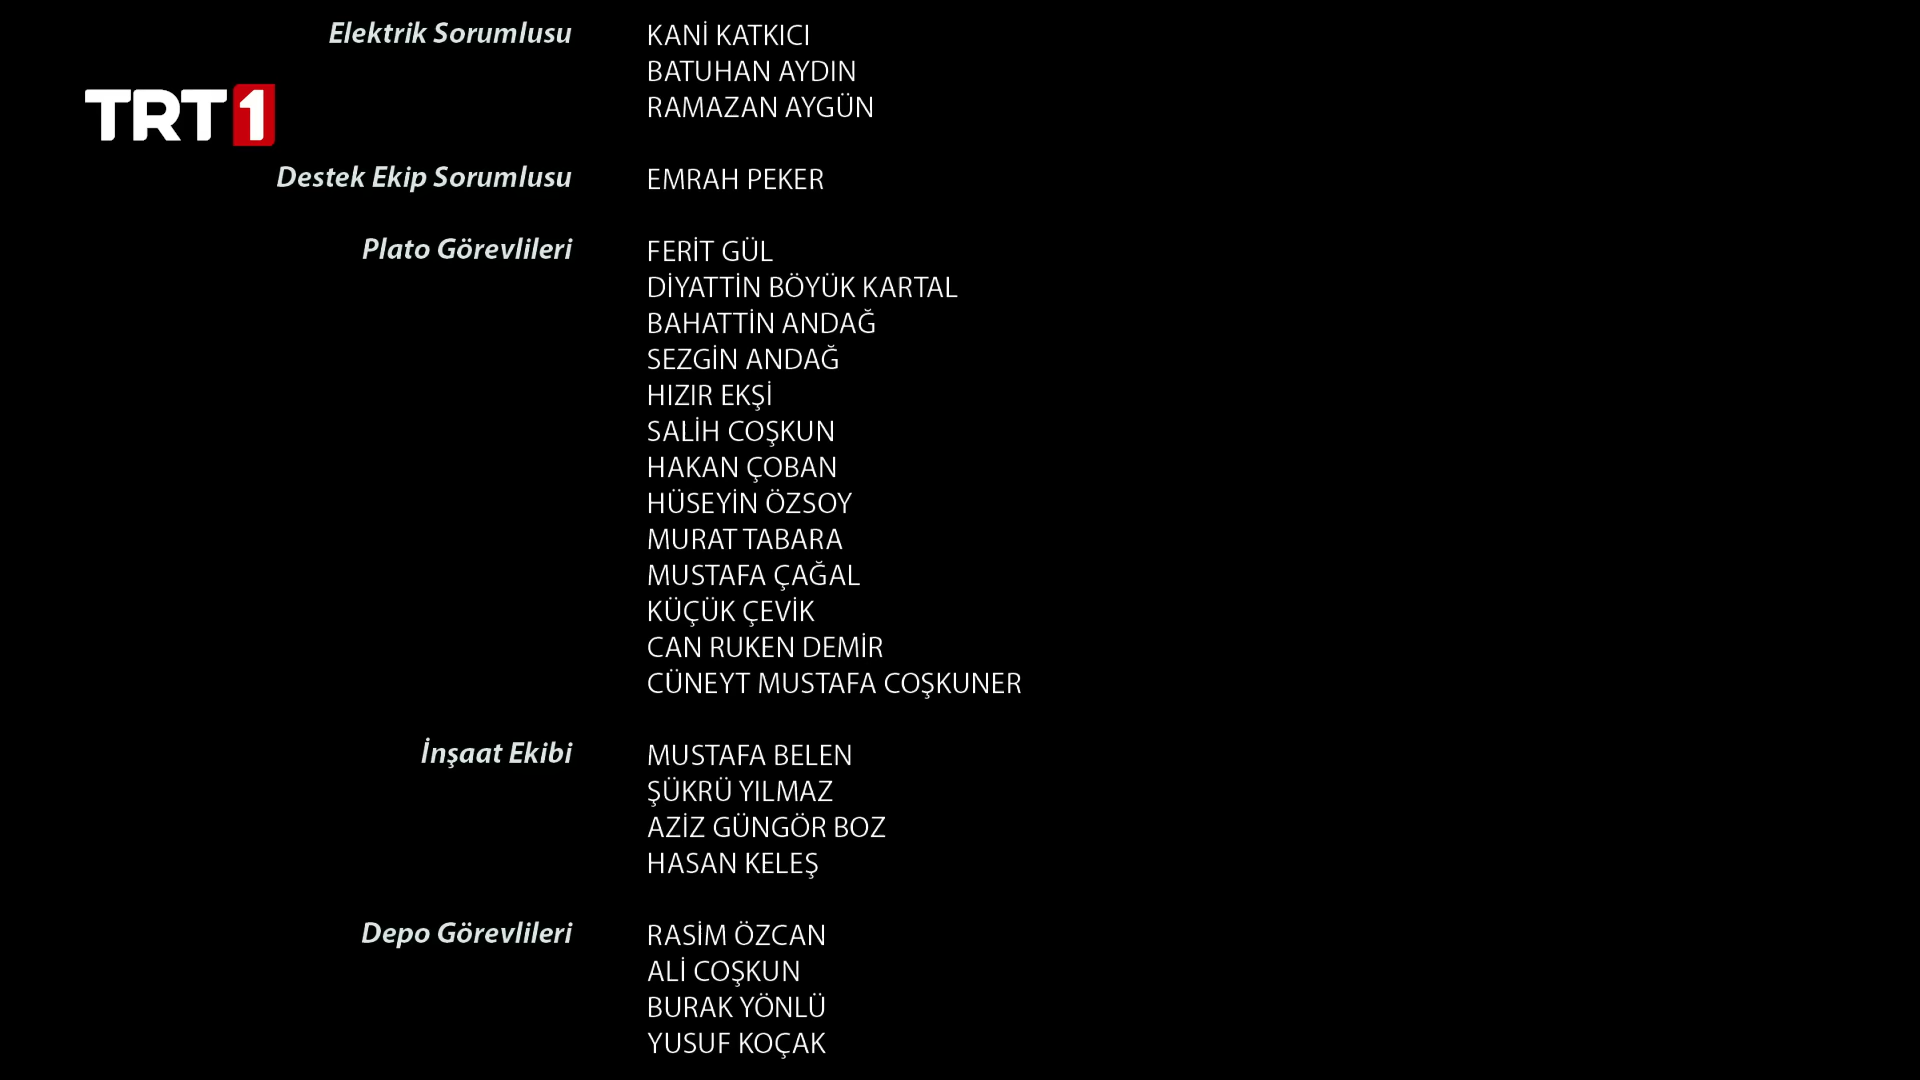 Elektrik Sorumlusu KANİ KATKICI
BATUHAN AYDIN
RAMAZAN AYGÜN
TRT 1
Destek Ekip Sorumlusu EMRAH PEKER
Plato Görevlileri FERİT GÜL
DİYATTİN BÖYÜK KARTAL
BAHATTİN ANDAĞ
SEZGİN ANDAĞ
HIZIR EKŞİ
SALİH COŞKUN
HAKAN ÇOBAN
HÜSEYİN ÖZSOY
MURAT TABARA
MUSTAFA ÇAĞAL
KÜÇÜK ÇEVİK
CAN RUKEN DEMİR
CÜNEYT MUSTAFA COŞKUNER
İnşaat Ekibi MUSTAFA BELEN
ŞÜKRÜ YILMAZ
AZİZ GÜNGÖR BOZ
HASAN KELEŞ
Depo Görevlileri RASİM ÖZCAN
ALİ COŞKUN
BURAK YÖNLÜ
YUSUF KOÇAK